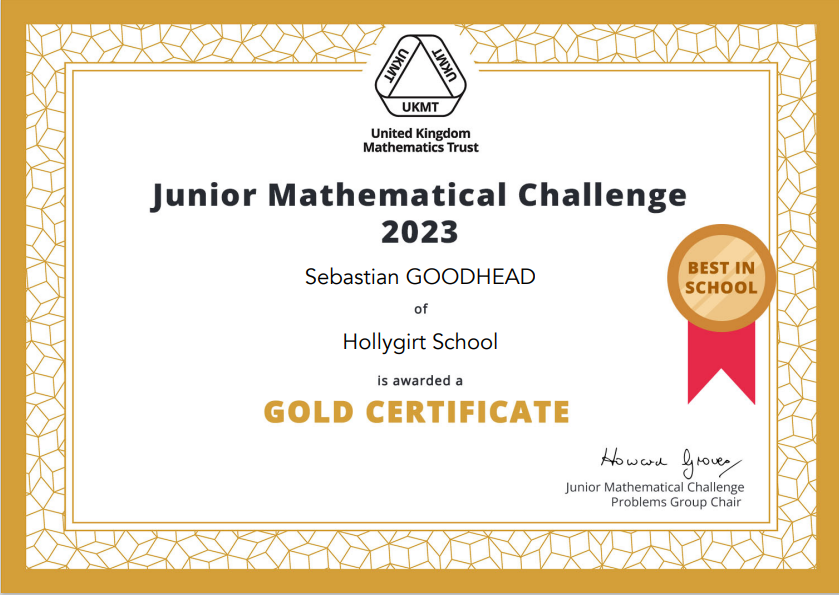 UKMT
UKMT
UKMT
United Kingdom
Mathematics Trust
Junior Mathematical Challenge
2023
Sebastian GOODHEAD
of
Hollygirt School
is awarded a
GOLD CERTIFICATE
BEST IN
SCHOOL
Howard Groves
Junior Mathematical Challenge
Problems Group Chair